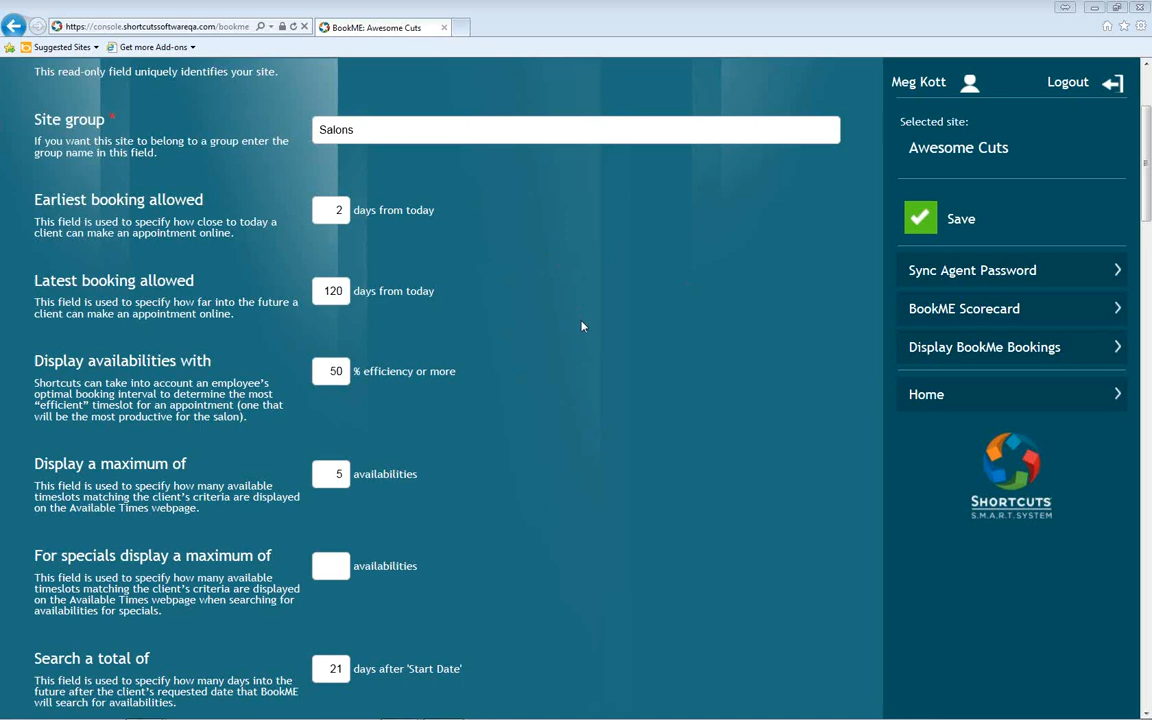 https://console.shortcutssoftwareqa.com/bookme
BookME: Awesome Cuts
Suggested Sites
Get more Add-ons
This read-only field uniquely identifies your site.
Site group *
If you want this site to belong to a group enter the
group name in this field.
Salons
Earliest booking allowed
This field is used to specify how close to today a
client can make an appointment online.
2 days from today
Latest booking allowed
This field is used to specify how far into the future a
client can make an appointment online.
120 days from today
Display availabilities with
Shortcuts can take into account an employee's
optimal booking interval to determine the most
“efficient” timeslot for an appointment (one that
will be the most productive for the salon).
50 % efficiency or more
Display a maximum of
This field is used to specify how many available
timeslots matching the client's criteria are displayed
on the Available Times webpage.
5 availabilities
For specials display a maximum of
This field is used to specify how many available
timeslots matching the client's criteria are displayed
on the Available Times webpage when searching for
availabilities for specials.
availabilities
Search a total of
This field is used to specify how many days into the
future after the client's requested date that BookME
will search for availabilities.
21 days after 'Start Date'
Meg Kott
Logout
Selected site:
Awesome Cuts
Save
Sync Agent Password
BookME Scorecard
Display BookMe Bookings
Home
SHORTCUTS
S.M.A.R.T. SYSTEM